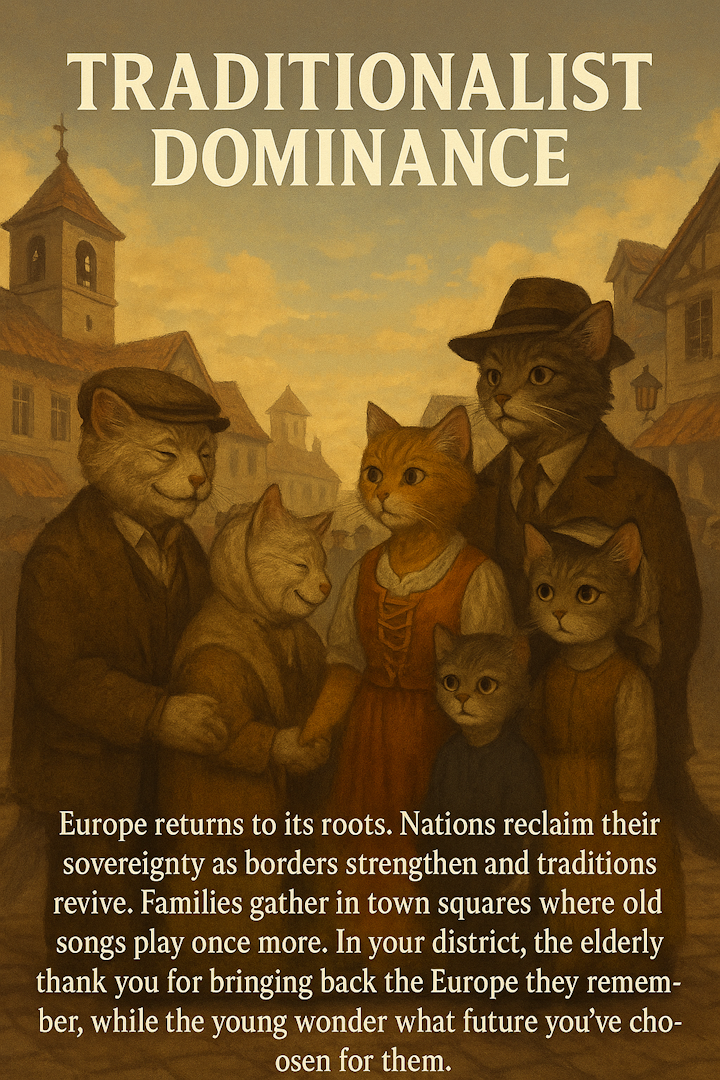 TRADITIONALIST
DOMINANCE
Europe returns to its roots. Nations reclaim their
sovereignty as borders strengthen and traditions
revive. Families gather in town squares where old
songs play once more. In your district, the elderly
thank you for bringing back the Europe they remem-
ber, while the young wonder what future you’ve cho-
osen for them.